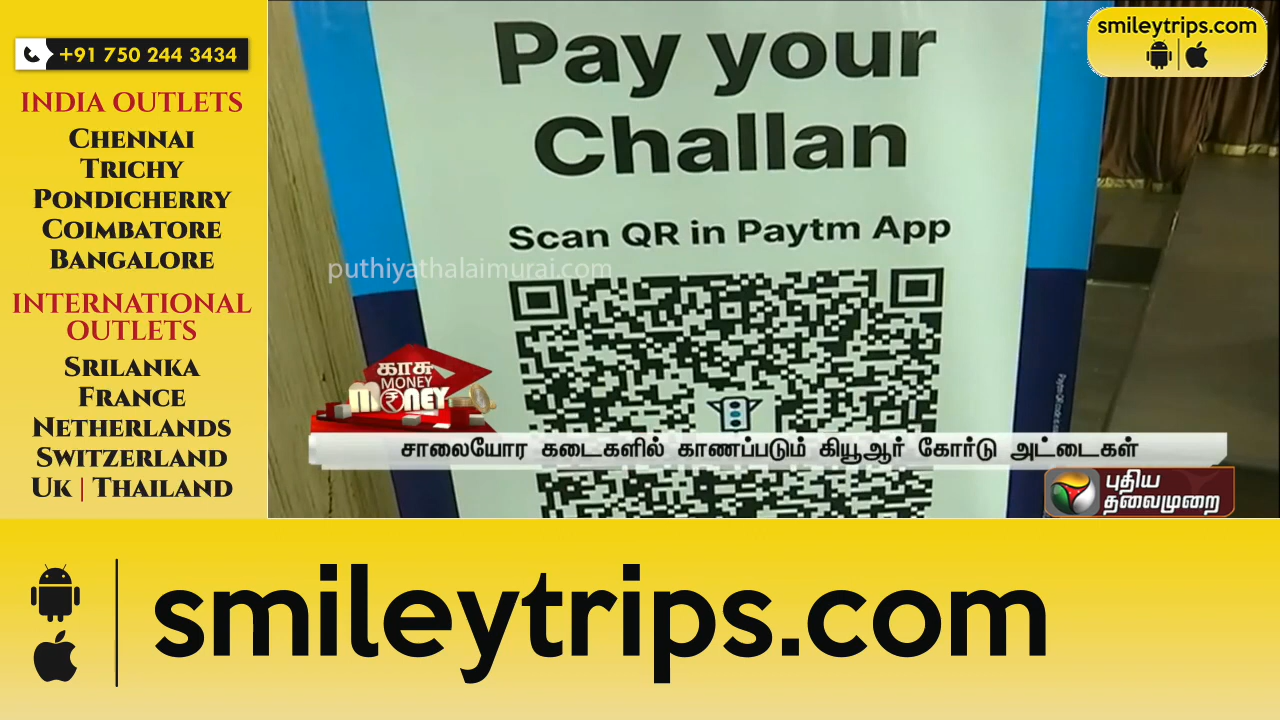 +91 750 244 3434
INDIA OUTLETS
CHENNAI
TRICHY
PONDICHERRY
COIMBATORE
BANGALORE
INTERNATIONAL
OUTLETS
SRILANKA
FRANCE
NETHERLANDS
SWITZERLAND
UK | THAILAND
smileytrips.com
Pay your
Challan
Scan QR in Paytm App
puthiyathalaimurai.com
காசு
MONEY
MONEY
சாலையோர கடைகளில் காணப்படும் கியூஆர் கோர்டு அட்டைகள்
புதிய
தலைமுறை
smileytrips.com